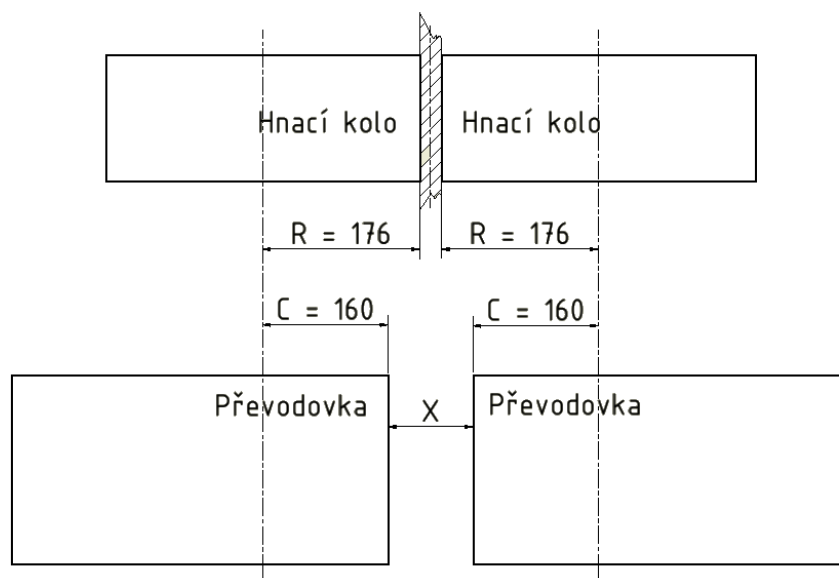 Hnací kolo
Hnací kolo
R = 176
R = 176
C = 160
C = 160
Převodovka
Převodovka
X